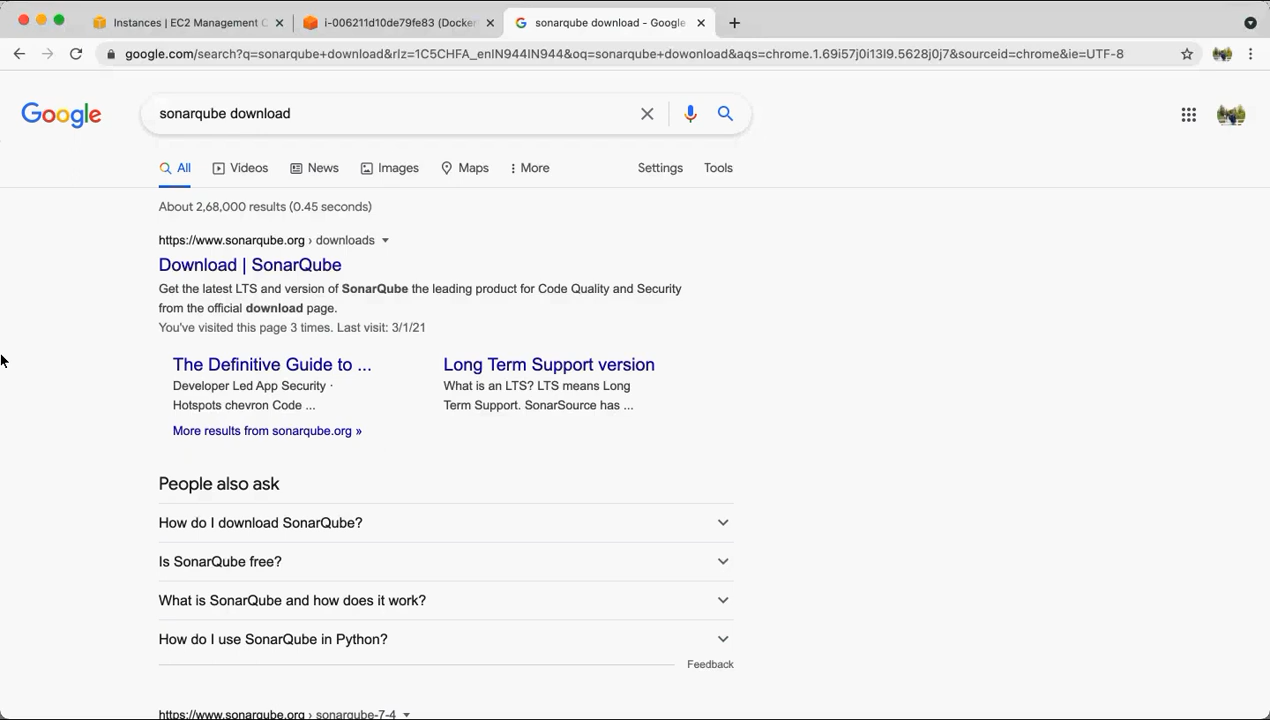 Instances | EC2 Management C
i-006211d10de79fe83 (Docker
sonarqube download - Google
google.com/search?q=sonarqube+download&rlz=1C5CHFA_enIN944IN944&oq=sonarqube+dowonload&aqs=chrome.1.69i57j0i13l9.5628j0j7&sourceid=chrome&ie=UTF-8
Google
sonarqube download
All
Videos
News
Images
Maps
More
Settings
Tools
About 2,68,000 results (0.45 seconds)
https://www.sonarqube.org › downloads
Download | SonarQube
Get the latest LTS and version of SonarQube the leading product for Code Quality and Security
from the official download page.
You've visited this page 3 times. Last visit: 3/1/21
The Definitive Guide to ...
Developer Led App Security ·
Hotspots chevron Code ...
Long Term Support version
What is an LTS? LTS means Long
Term Support. SonarSource has ...
More results from sonarqube.org »
People also ask
How do I download SonarQube?
Is SonarQube free?
What is SonarQube and how does it work?
How do I use SonarQube in Python?
Feedback
https://www.sonarqube.org › sonarqube-7-4